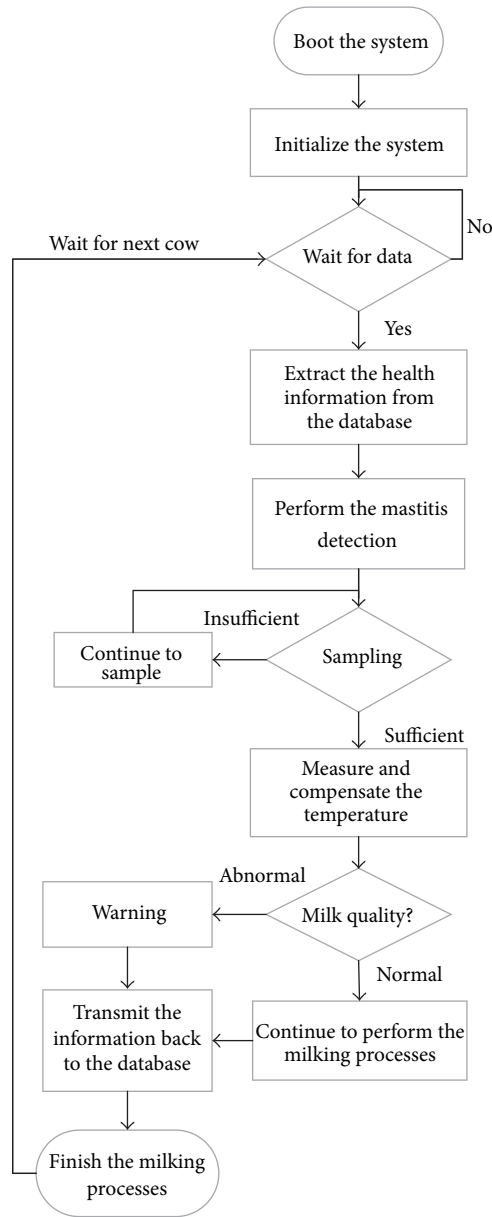 Boot the system
Initialize the system
No
Wait for next cow
Wait for data
Yes
Extract the health
information from
the database
Perform the mastitis
detection
Insufficient
Continue to
sample
Sampling
Sufficient
Measure and
compensate the
temperature
Abnormal
Warning
Milk quality?
Normal
Transmit the
information back
to the database
Continue to perform the
milking processes
Finish the milking
processes